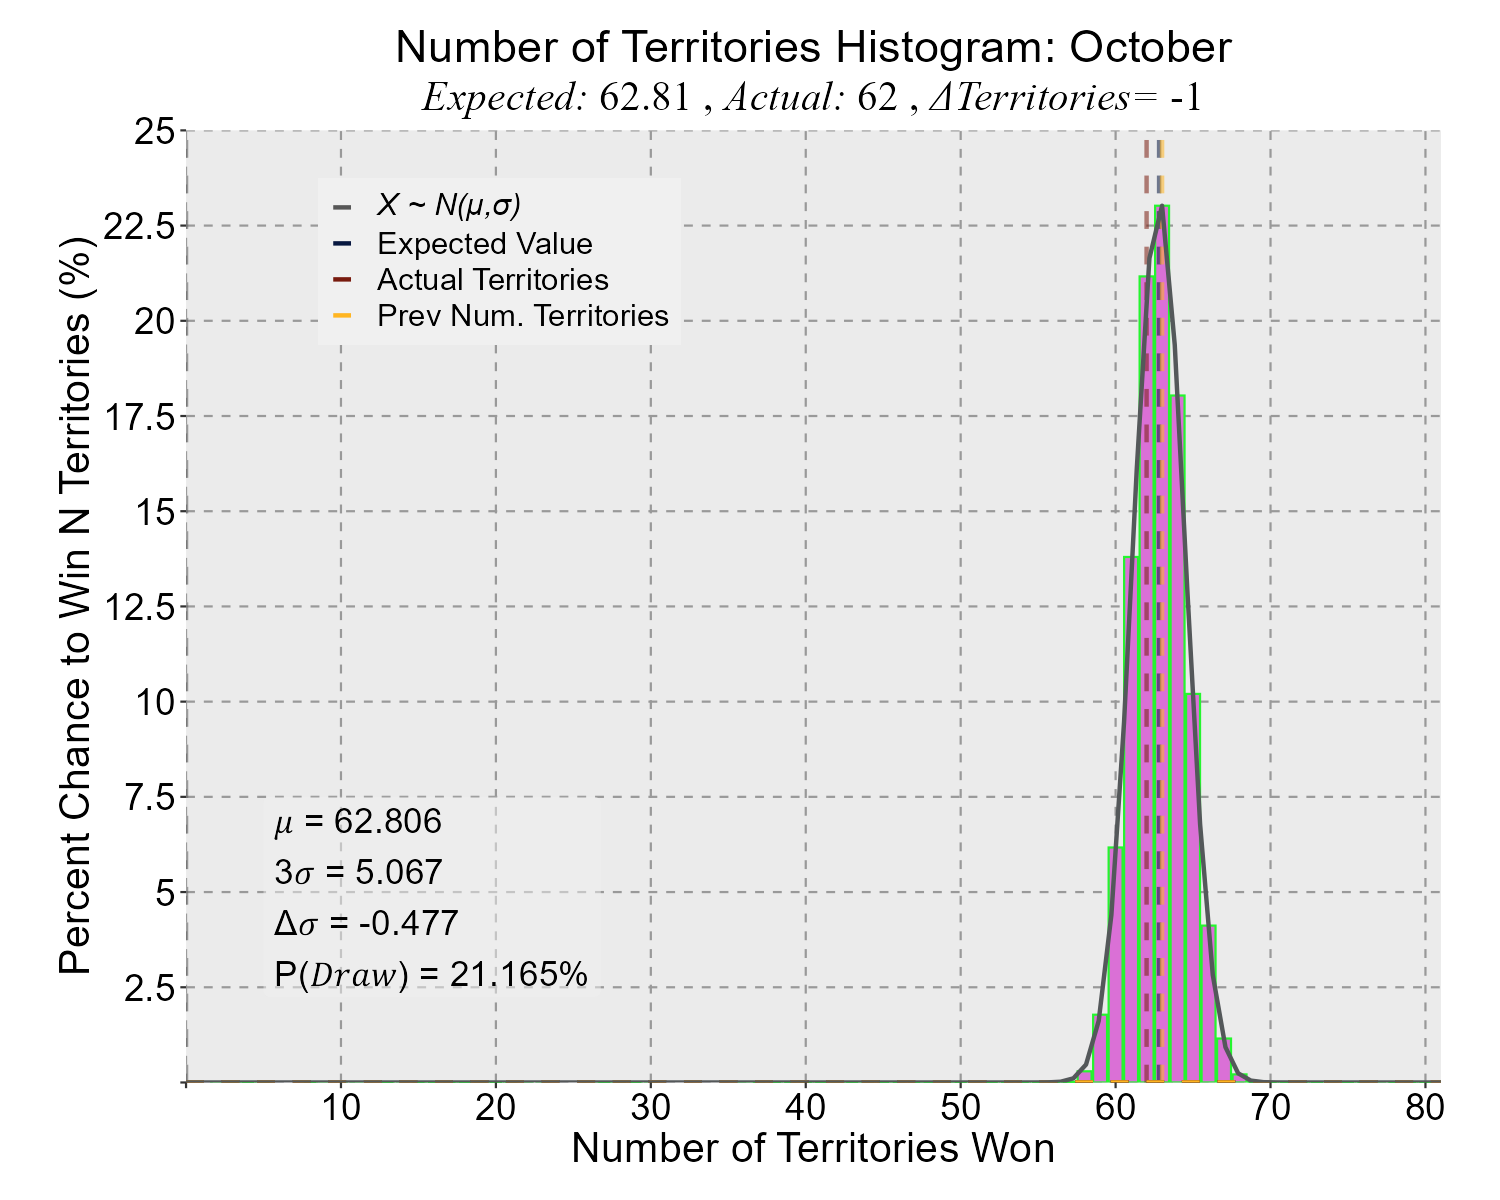 Number of Territories Histogram: October
Expected: 62.81 , Actual: 62 , ΔTerritories= -1
Percent Chance to Win N Territories (%)
25
22.5
20
17.5
15
12.5
10
7.5
5
2.5
X ~ N(μ,σ)
Expected Value
Actual Territories
Prev Num. Territories
μ = 62.806
3σ = 5.067
Δσ = -0.477
P(Draw) = 21.165%
10 20 30 40 50 60 70 80
Number of Territories Won